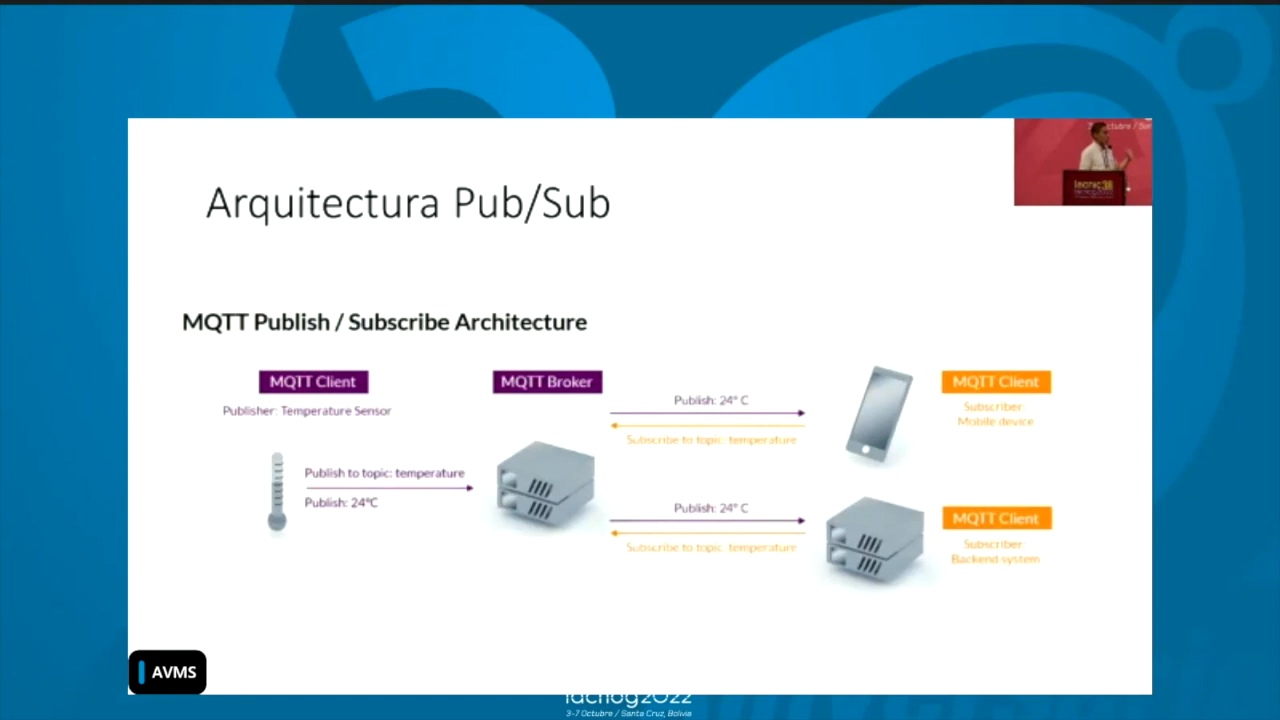 Arquitectura Pub/Sub
MQTT Publish / Subscribe Architecture
MQTT Client
Publisher: Temperature Sensor
Publish to topic: temperature
Publish: 24°C
MQTT Broker
Publish: 24° C
Subscribe to topic: temperature
MQTT Client
Subscriber:
Mobile device
Publish: 24° C
Subscribe to topic: temperature
MQTT Client
Subscriber:
Backend system
AVMS
lacnog2022
3-7 Octubre / Santa Cruz, Bolivia